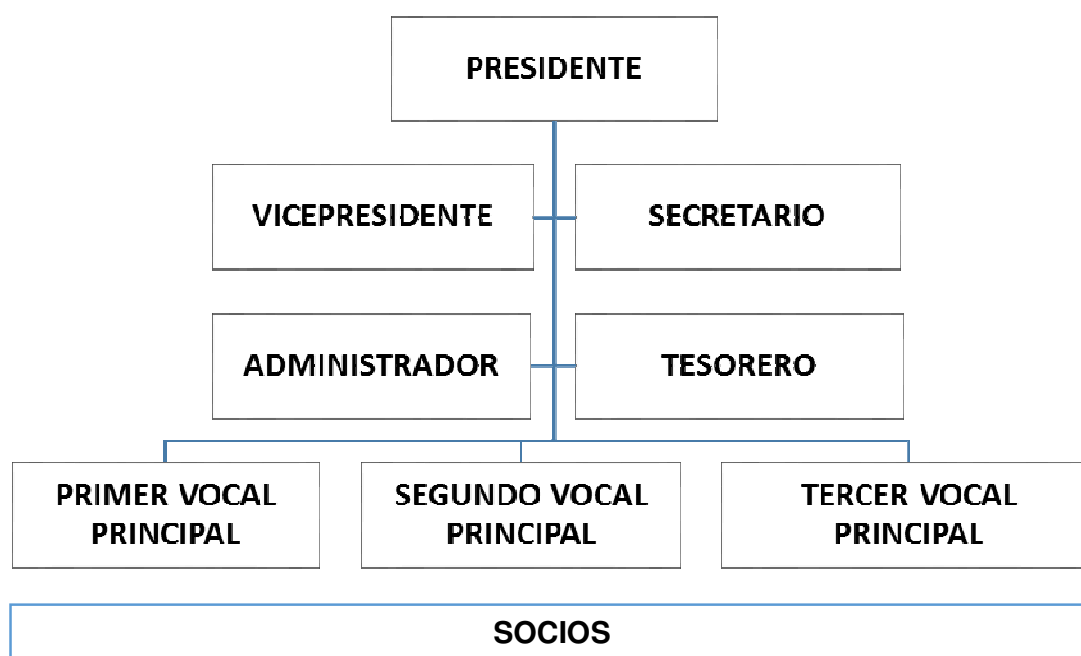 PRESIDENTE
VICEPRESIDENTE
SECRETARIO
ADMINISTRADOR
TESORERO
PRIMER VOCAL
PRINCIPAL
SEGUNDO VOCAL
PRINCIPAL
TERCER VOCAL
PRINCIPAL
SOCIOS